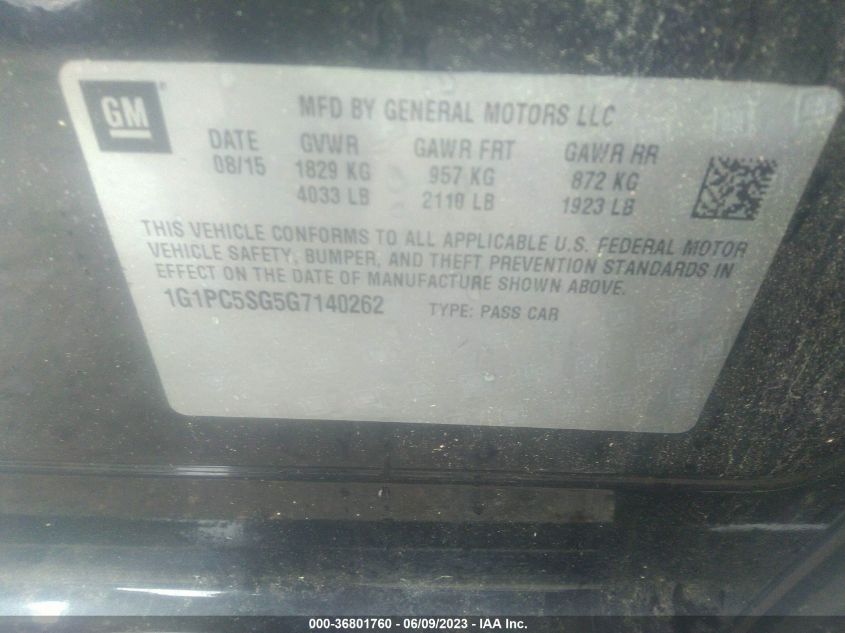 GM
MFD BY GENERAL MOTORS LLC
DATE GVWR GAWR FRT GAWR RR
08/15 1829 KG 957 KG 872 KG
4033 LB 2110 LB 1923 LB
THIS VEHICLE CONFORMS TO ALL APPLICABLE U.S. FEDERAL MOTOR
VEHICLE SAFETY, BUMPER, AND THEFT PREVENTION STANDARDS IN
EFFECT ON THE DATE OF MANUFACTURE SHOWN ABOVE.
1G1PC5SG5G7140262 TYPE: PASS CAR
000-36801760 - 06/09/2023 - IAA Inc.